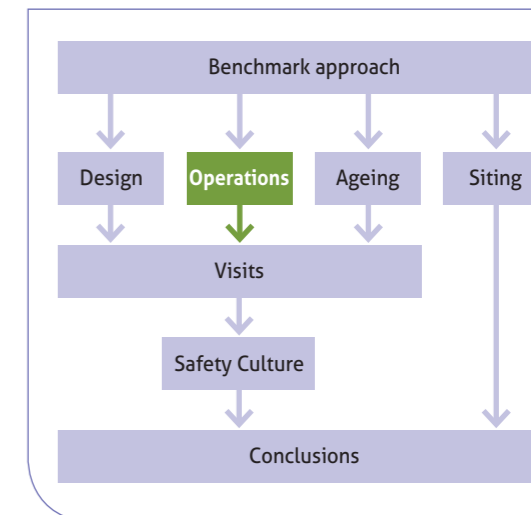 Benchmark approach
Design
Operations
Ageing
Siting
Visits
Safety Culture
Conclusions